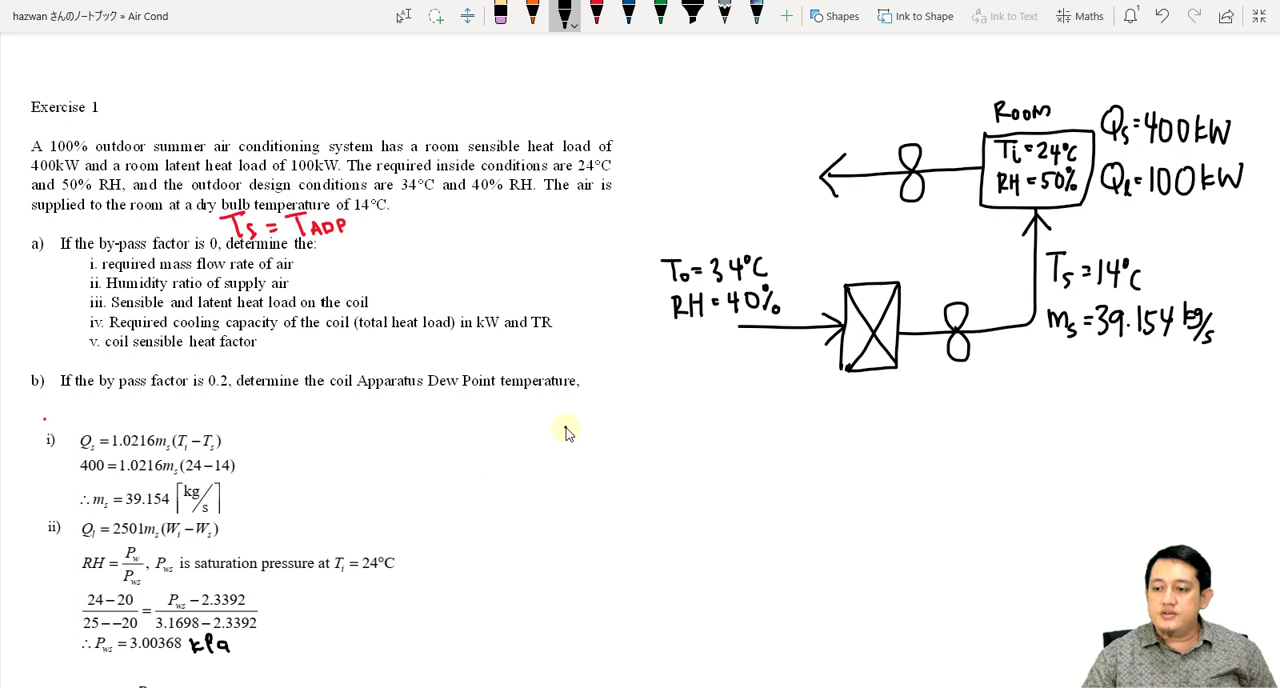 hazwan さんのノートブック » Air Cond
Shapes
Ink to Shape
Ink to Text
Maths
Exercise 1
A 100% outdoor summer air conditioning system has a room sensible heat load of
400kW and a room latent heat load of 100kW. The required inside conditions are 24°C
and 50% RH, and the outdoor design conditions are 34°C and 40% RH. The air is
supplied to the room at a dry bulb temperature of 14°C.
Ts = TADP
a) If the by-pass factor is 0, determine the:
i. required mass flow rate of air
ii. Humidity ratio of supply air
iii. Sensible and latent heat load on the coil
iv. Required cooling capacity of the coil (total heat load) in kW and TR
v. coil sensible heat factor
b) If the by pass factor is 0.2, determine the coil Apparatus Dew Point temperature,
i) Qs = 1.0216ms(Ti − Ts)
400 = 1.0216ms(24 − 14)
∴ ms = 39.154 [kg/s]
ii) Ql = 2501ms(Wi − Ws)
RH = Pw/Pws, Pws is saturation pressure at Ti = 24°C
24 − 20/25 − −20 = Pws − 2.3392/3.1698 − 2.3392
∴ Pws = 3.00368 kPa
Room
Ti = 24°C
RH = 50%
Qs = 400kW
Ql = 100kW
To = 34°C
RH = 40%
Ts = 14°C
ms = 39.154 kg/s